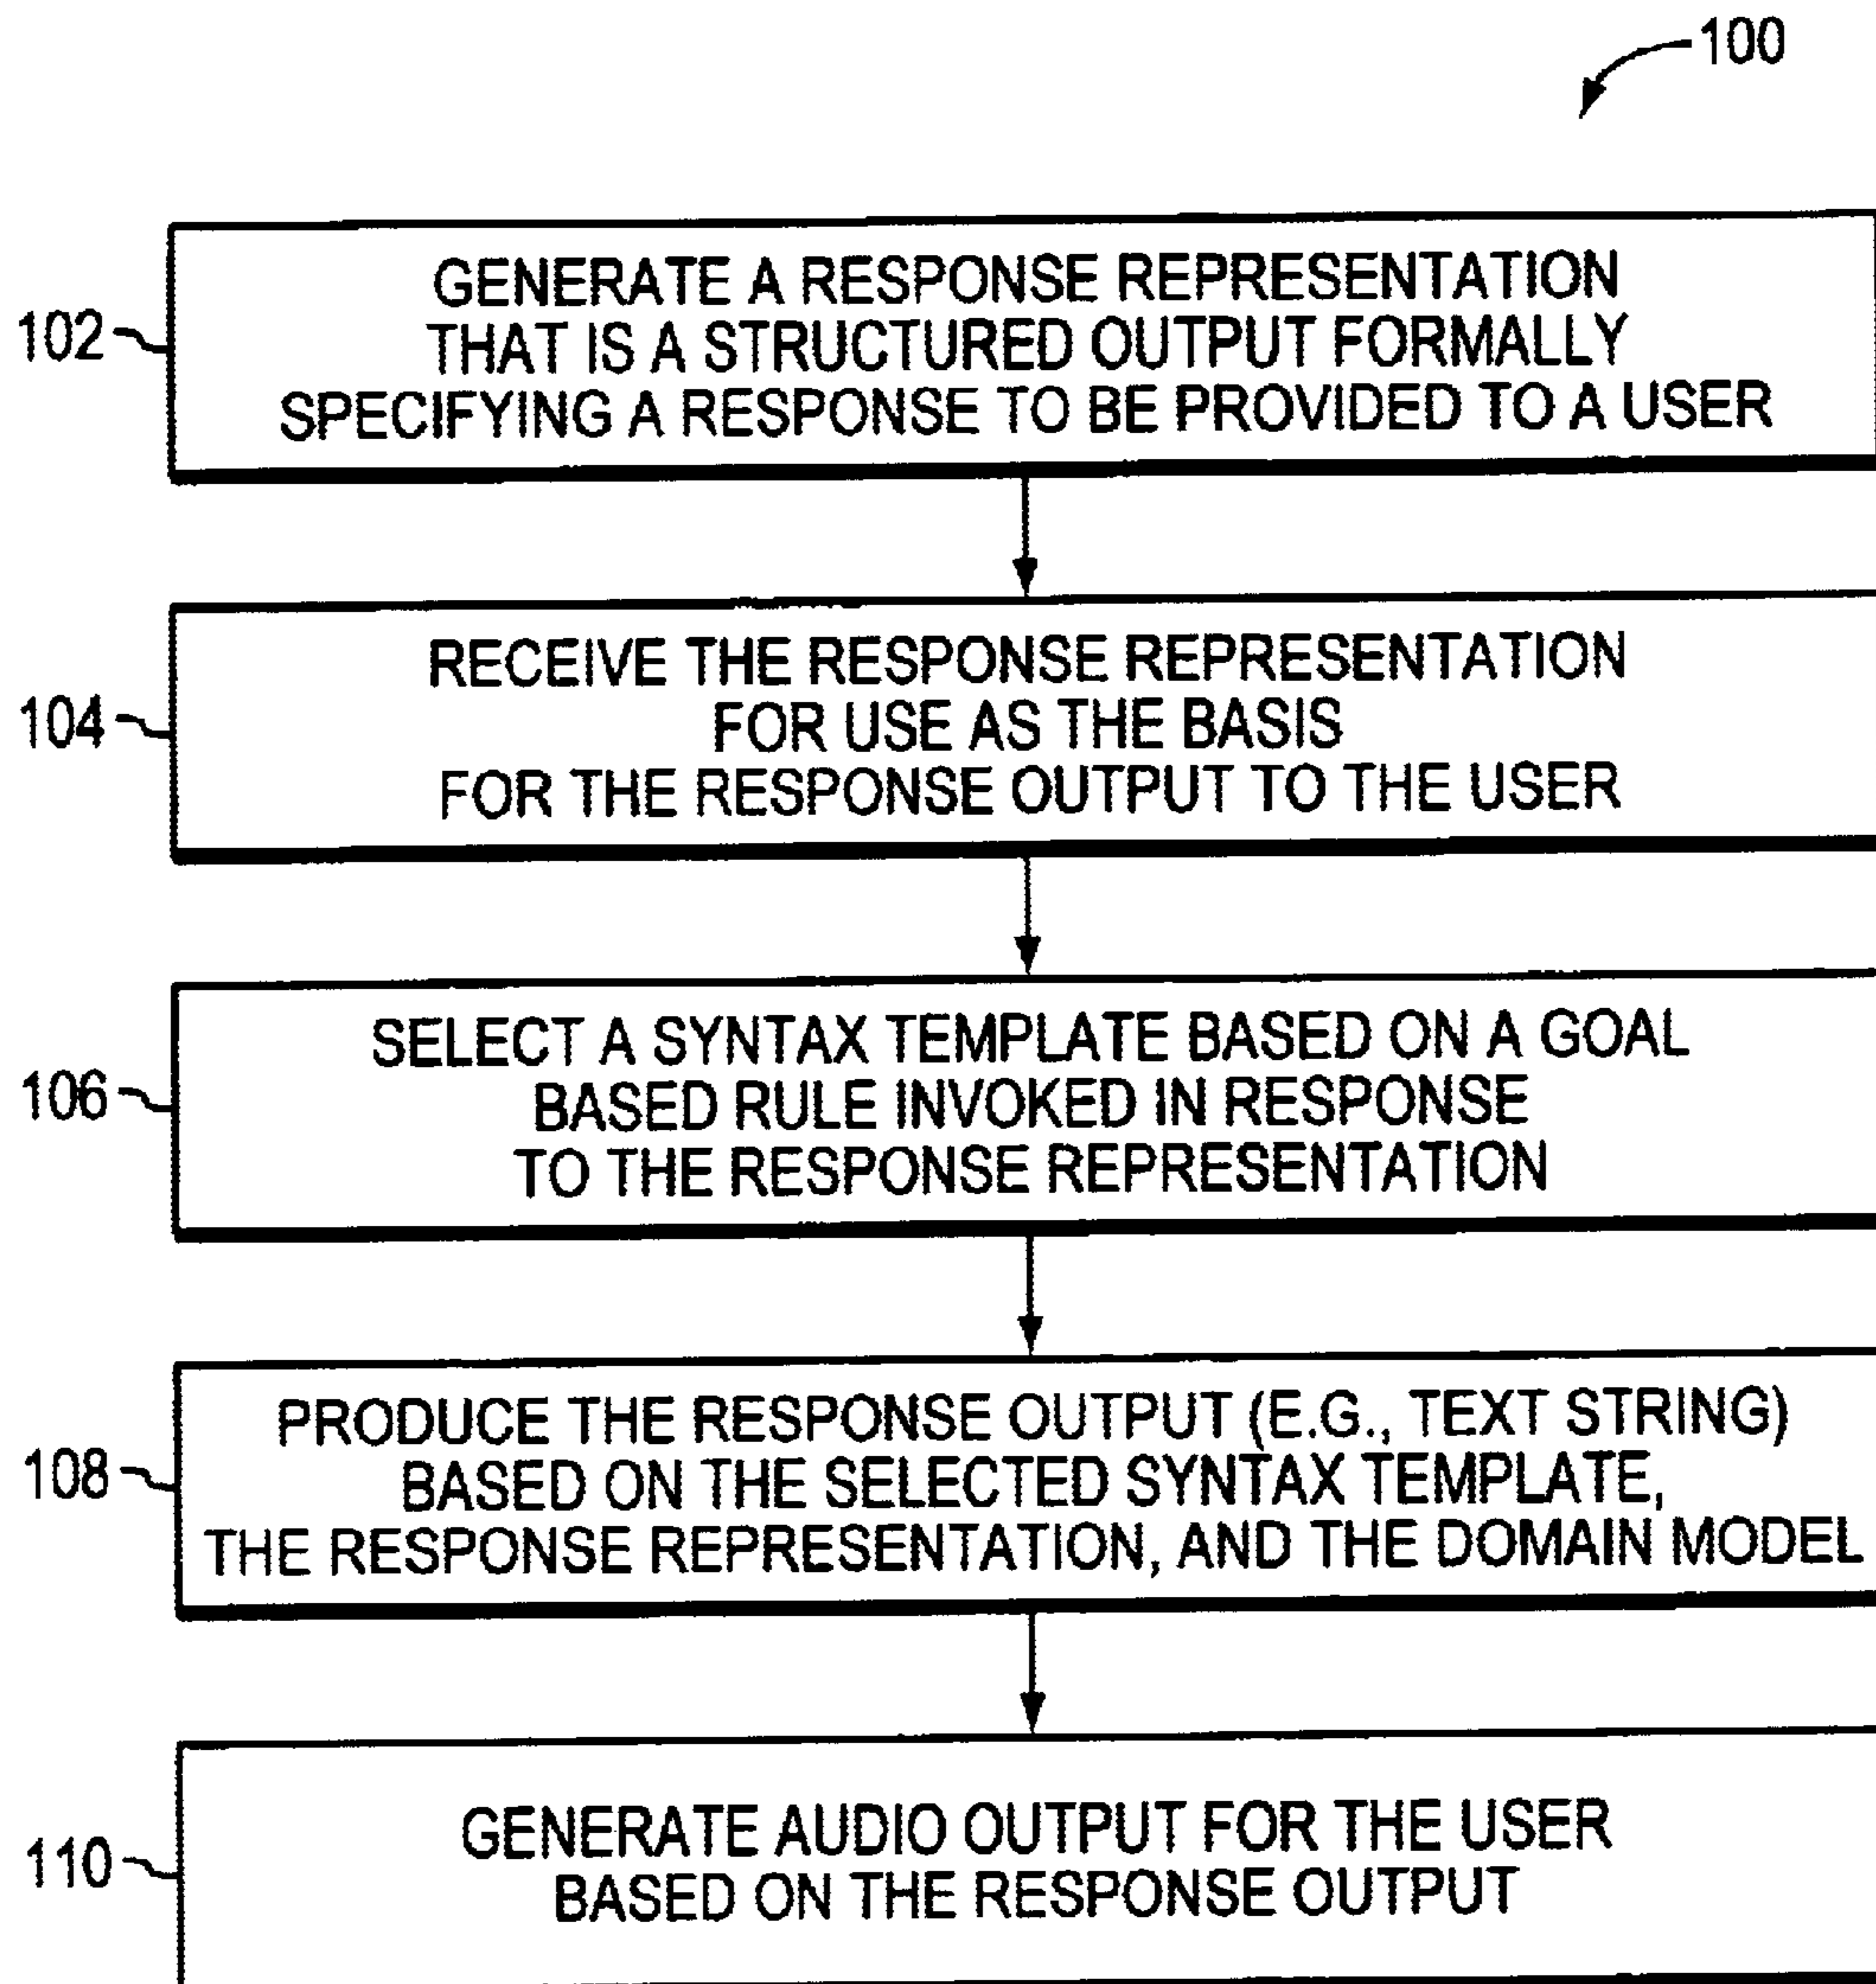 100
102
GENERATE A RESPONSE REPRESENTATION
THAT IS A STRUCTURED OUTPUT FORMALLY
SPECIFYING A RESPONSE TO BE PROVIDED TO A USER
104
RECEIVE THE RESPONSE REPRESENTATION
FOR USE AS THE BASIS
FOR THE RESPONSE OUTPUT TO THE USER
106
SELECT A SYNTAX TEMPLATE BASED ON A GOAL
BASED RULE INVOKED IN RESPONSE
TO THE RESPONSE REPRESENTATION
108
PRODUCE THE RESPONSE OUTPUT (E.G., TEXT STRING)
BASED ON THE SELECTED SYNTAX TEMPLATE,
THE RESPONSE REPRESENTATION, AND THE DOMAIN MODEL
110
GENERATE AUDIO OUTPUT FOR THE USER
BASED ON THE RESPONSE OUTPUT